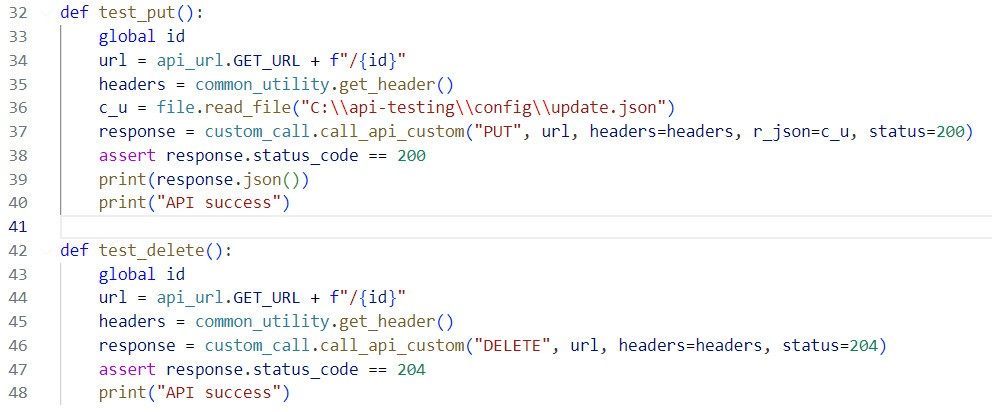 32 def test_put():
33     global id
34     url = api_url.GET_URL + f"/{id}"
35     headers = common_utility.get_header()
36     c_u = file.read_file("C:\\api-testing\\config\\update.json")
37     response = custom_call.call_api_custom("PUT", url, headers=headers, r_json=c_u, status=200)
38     assert response.status_code == 200
39     print(response.json())
40     print("API success")
41
42 def test_delete():
43     global id
44     url = api_url.GET_URL + f"/{id}"
45     headers = common_utility.get_header()
46     response = custom_call.call_api_custom("DELETE", url, headers=headers, status=204)
47     assert response.status_code == 204
48     print("API success")